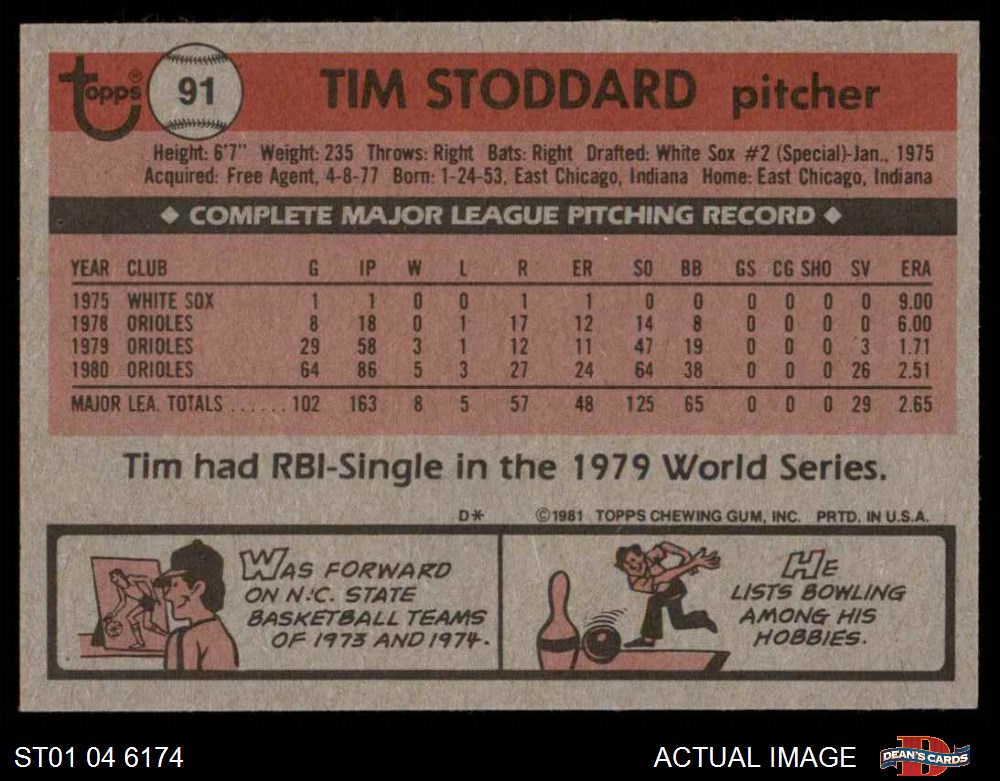 topps® 91 TIM STODDARD pitcher
Height: 6'7" Weight: 235 Throws: Right Bats: Right Drafted: White Sox #2 (Special)-Jan., 1975
Acquired: Free Agent, 4-8-77 Born: 1-24-53, East Chicago, Indiana Home: East Chicago, Indiana
◆ COMPLETE MAJOR LEAGUE PITCHING RECORD ◆
YEAR CLUB G IP W L R ER SO BB GS CG SHO SV ERA
1975 WHITE SOX 1 1 0 0 1 1 0 0 0 0 0 0 9.00
1978 ORIOLES 8 18 0 1 17 12 14 8 0 0 0 0 6.00
1979 ORIOLES 29 58 3 1 12 11 47 19 0 0 0 3 1.71
1980 ORIOLES 64 86 5 3 27 24 64 38 0 0 0 26 2.51
MAJOR LEA. TOTALS ...... 102 163 8 5 57 48 125 65 0 0 0 29 2.65
Tim had RBI-Single in the 1979 World Series.
D* ©1981 TOPPS CHEWING GUM, INC. PRTD. IN U.S.A.
WAS FORWARD
ON N.C. STATE
BASKETBALL TEAMS
OF 1973 AND 1974.
HE
LISTS BOWLING
AMONG HIS
HOBBIES.
ST01 04 6174 ACTUAL IMAGE DEAN'S CARDS